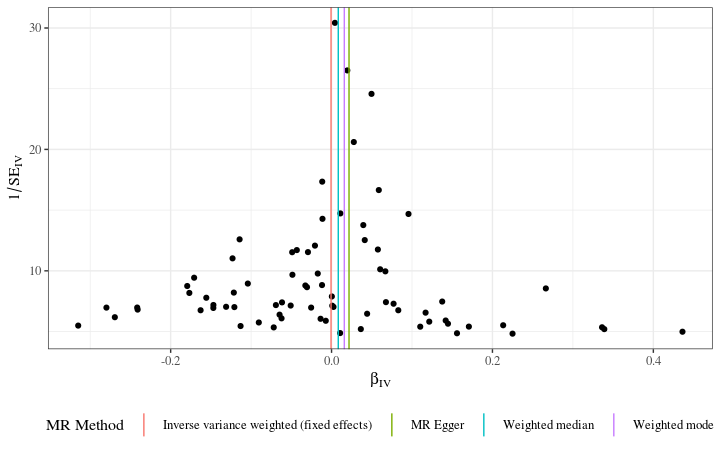 30
20
10
1/SE_IV
-0.2 0.0 0.2 0.4
β_IV
MR Method Inverse variance weighted (fixed effects) MR Egger Weighted median Weighted mode